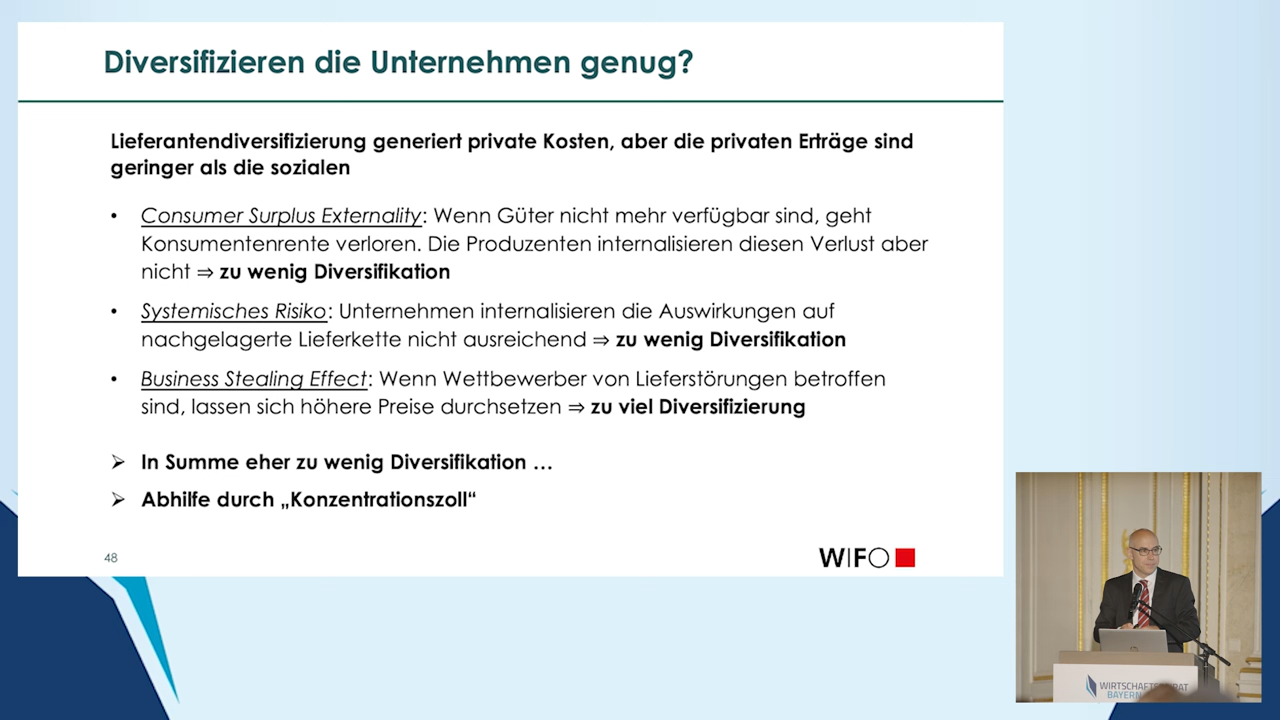 Diversifizieren die Unternehmen genug?
Lieferantendiversifizierung generiert private Kosten, aber die privaten Erträge sind
geringer als die sozialen
• Consumer Surplus Externality: Wenn Güter nicht mehr verfügbar sind, geht
Konsumentenrente verloren. Die Produzenten internalisieren diesen Verlust aber
nicht ⇒ zu wenig Diversifikation
• Systemisches Risiko: Unternehmen internalisieren die Auswirkungen auf
nachgelagerte Lieferkette nicht ausreichend ⇒ zu wenig Diversifikation
• Business Stealing Effect: Wenn Wettbewerber von Lieferstörungen betroffen
sind, lassen sich höhere Preise durchsetzen ⇒ zu viel Diversifizierung
➢ In Summe eher zu wenig Diversifikation …
➢ Abhilfe durch „Konzentrationszoll“
48
WIFO
BAYERN